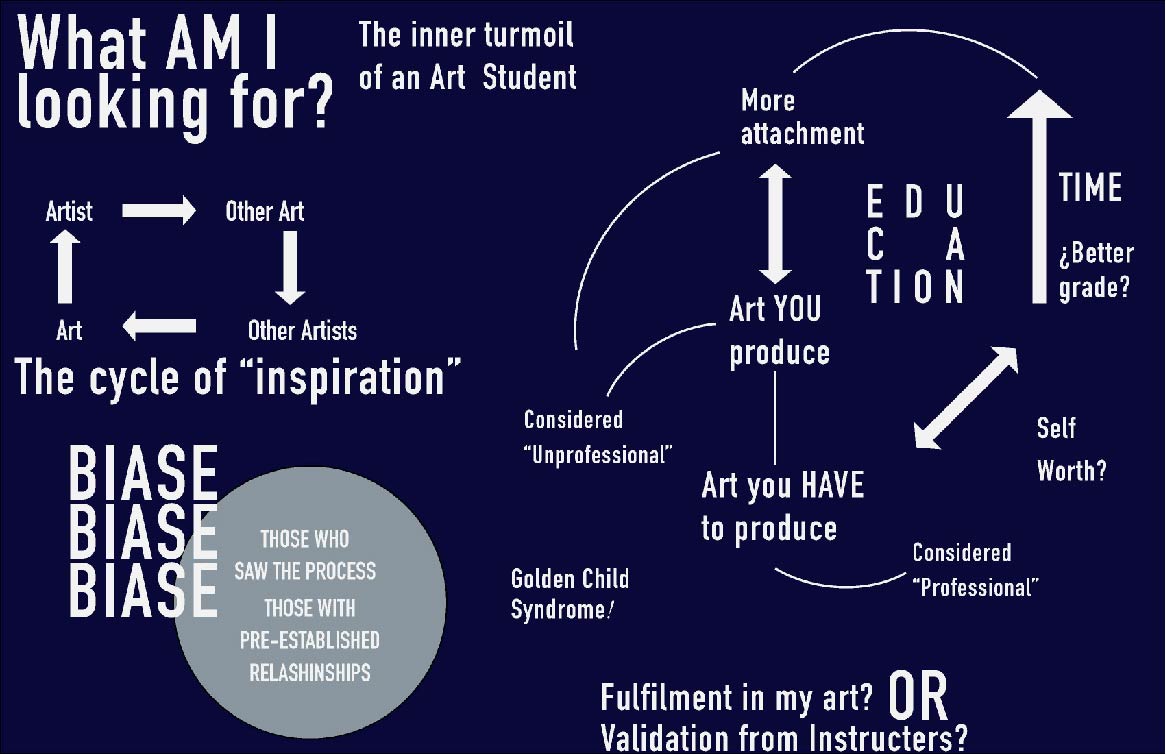 What AM I
looking for?
The inner turmoil
of an Art Student
Artist
Other Art
Art
Other Artists
The cycle of “inspiration”
BIASE
BIASE
BIASE
THOSE WHO
SAW THE PROCESS
THOSE WITH
PRE-ESTABLISHED
RELASHINSHIPS
More
attachment
E D U
C A
TION
TIME
¿Better
grade?
Art YOU
produce
Considered
“Unprofessional”
Self
Worth?
Art you HAVE
to produce
Considered
“Professional”
Golden Child
Syndrome!
Fulfilment in my art? OR
Validation from Instructers?